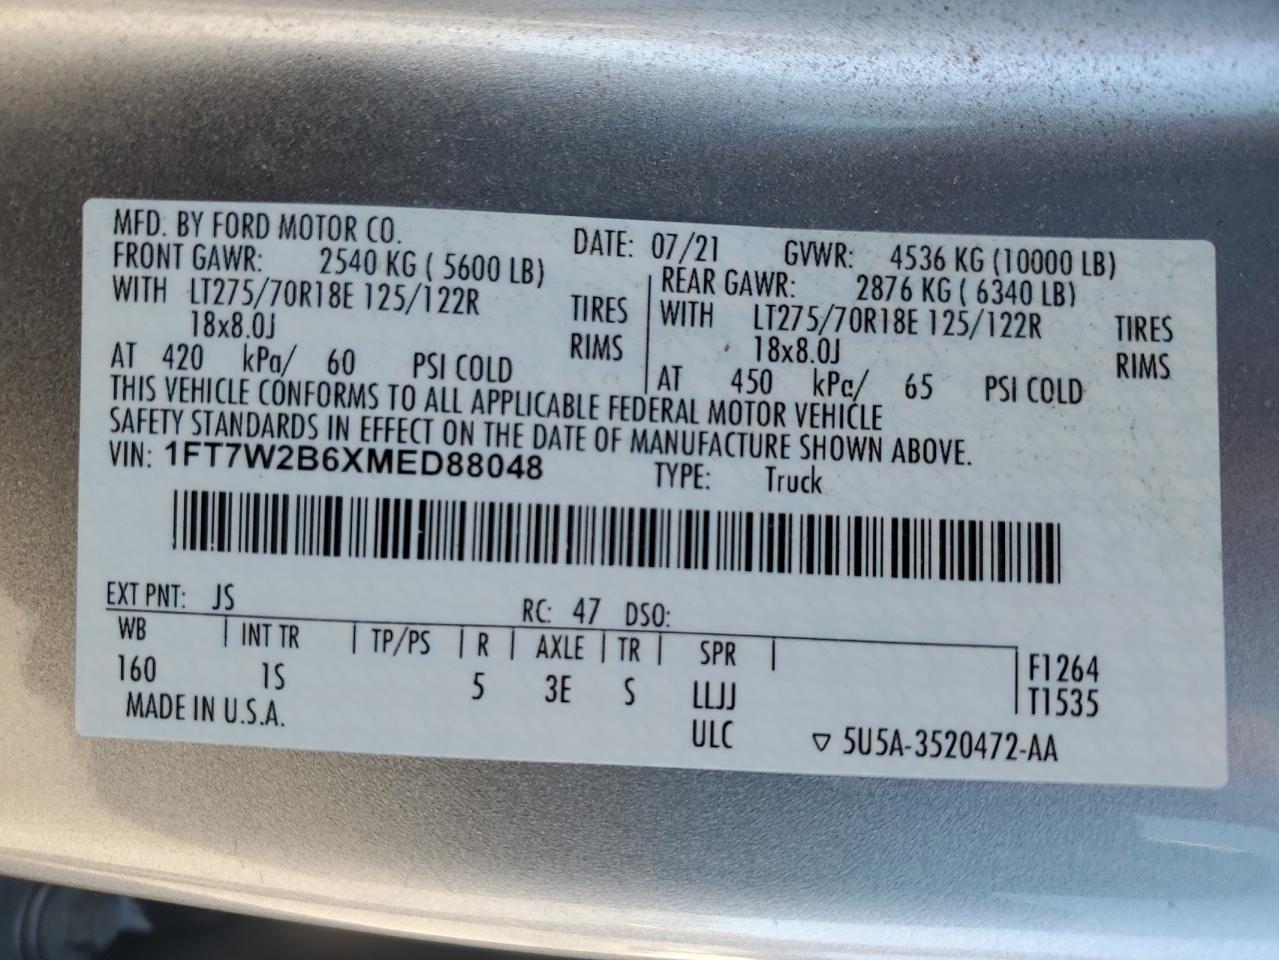 MFD. BY FORD MOTOR CO. DATE: 07/21 GVWR: 4536 KG (10000 LB)
FRONT GAWR: 2540 KG ( 5600 LB)
WITH LT275/70R18E 125/122R TIRES
18x8.0J RIMS
AT 420 kPa/ 60 PSI COLD
REAR GAWR: 2876 KG ( 6340 LB)
WITH LT275/70R18E 125/122R TIRES
18x8.0J RIMS
AT 450 kPa/ 65 PSI COLD
THIS VEHICLE CONFORMS TO ALL APPLICABLE FEDERAL MOTOR VEHICLE
SAFETY STANDARDS IN EFFECT ON THE DATE OF MANUFACTURE SHOWN ABOVE.
VIN: 1FT7W2B6XMED88048 TYPE: Truck
EXT PNT: JS RC: 47 DSO:
WB | INT TR | TP/PS | R | AXLE | TR | SPR |
160 1S 5 3E S LLJJ
F1264
T1535
MADE IN U.S.A. ULC ▽ 5U5A-3520472-AA